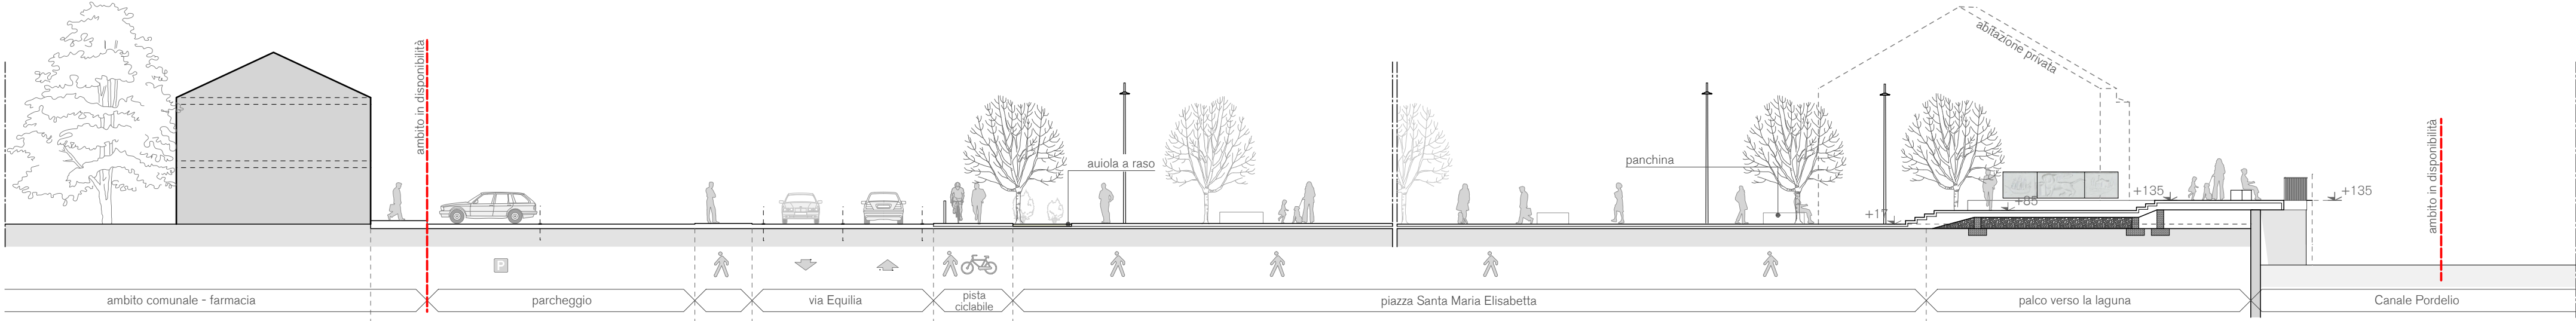 abitazione privata
ambito in disponibilità
ambito in disponibilità
auiola a raso
panchina
+135
+135
+85
+17
P
ambito comunale - farmacia
parcheggio
via Equilia
pista
ciclabile
piazza Santa Maria Elisabetta
palco verso la laguna
Canale Pordelio